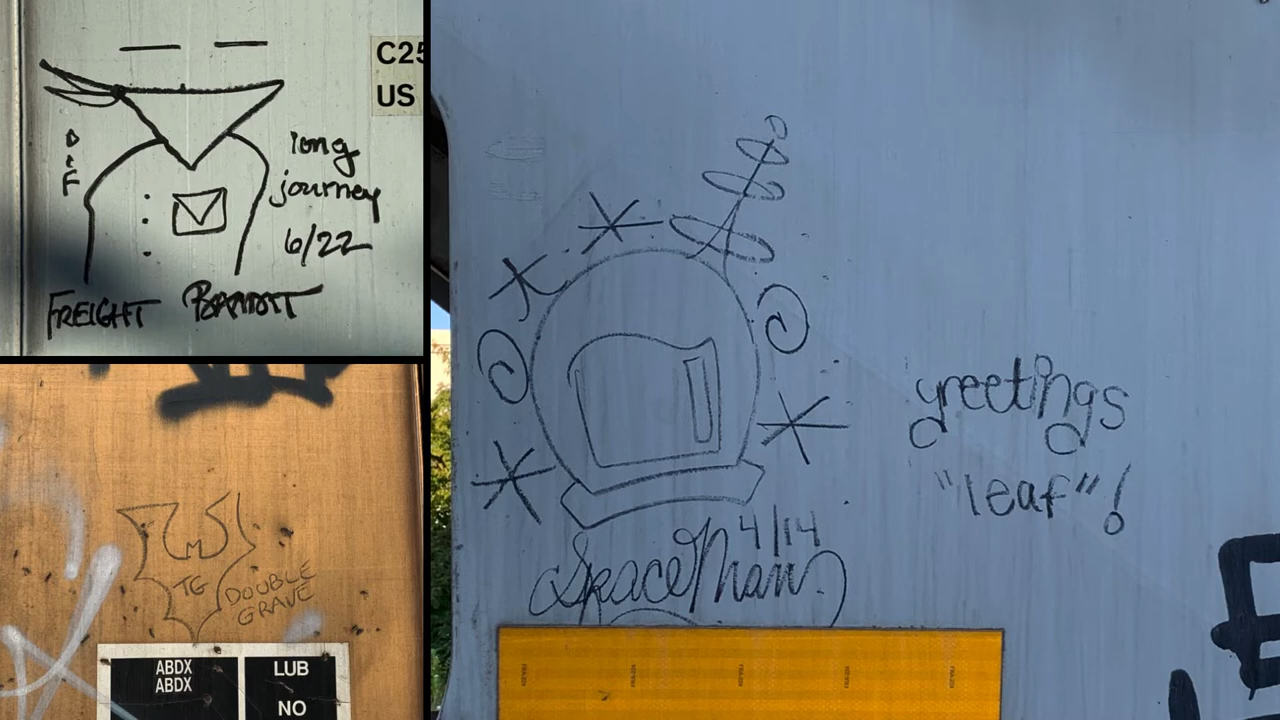 C25
US
D
&
F
long
journey
6/22
FREIGHT BANDIT
M
TG
DOUBLE
GRAVE
ABDX
ABDX
LUB
NO
4/14
SpaceMan
greetings
"leaf"!
E